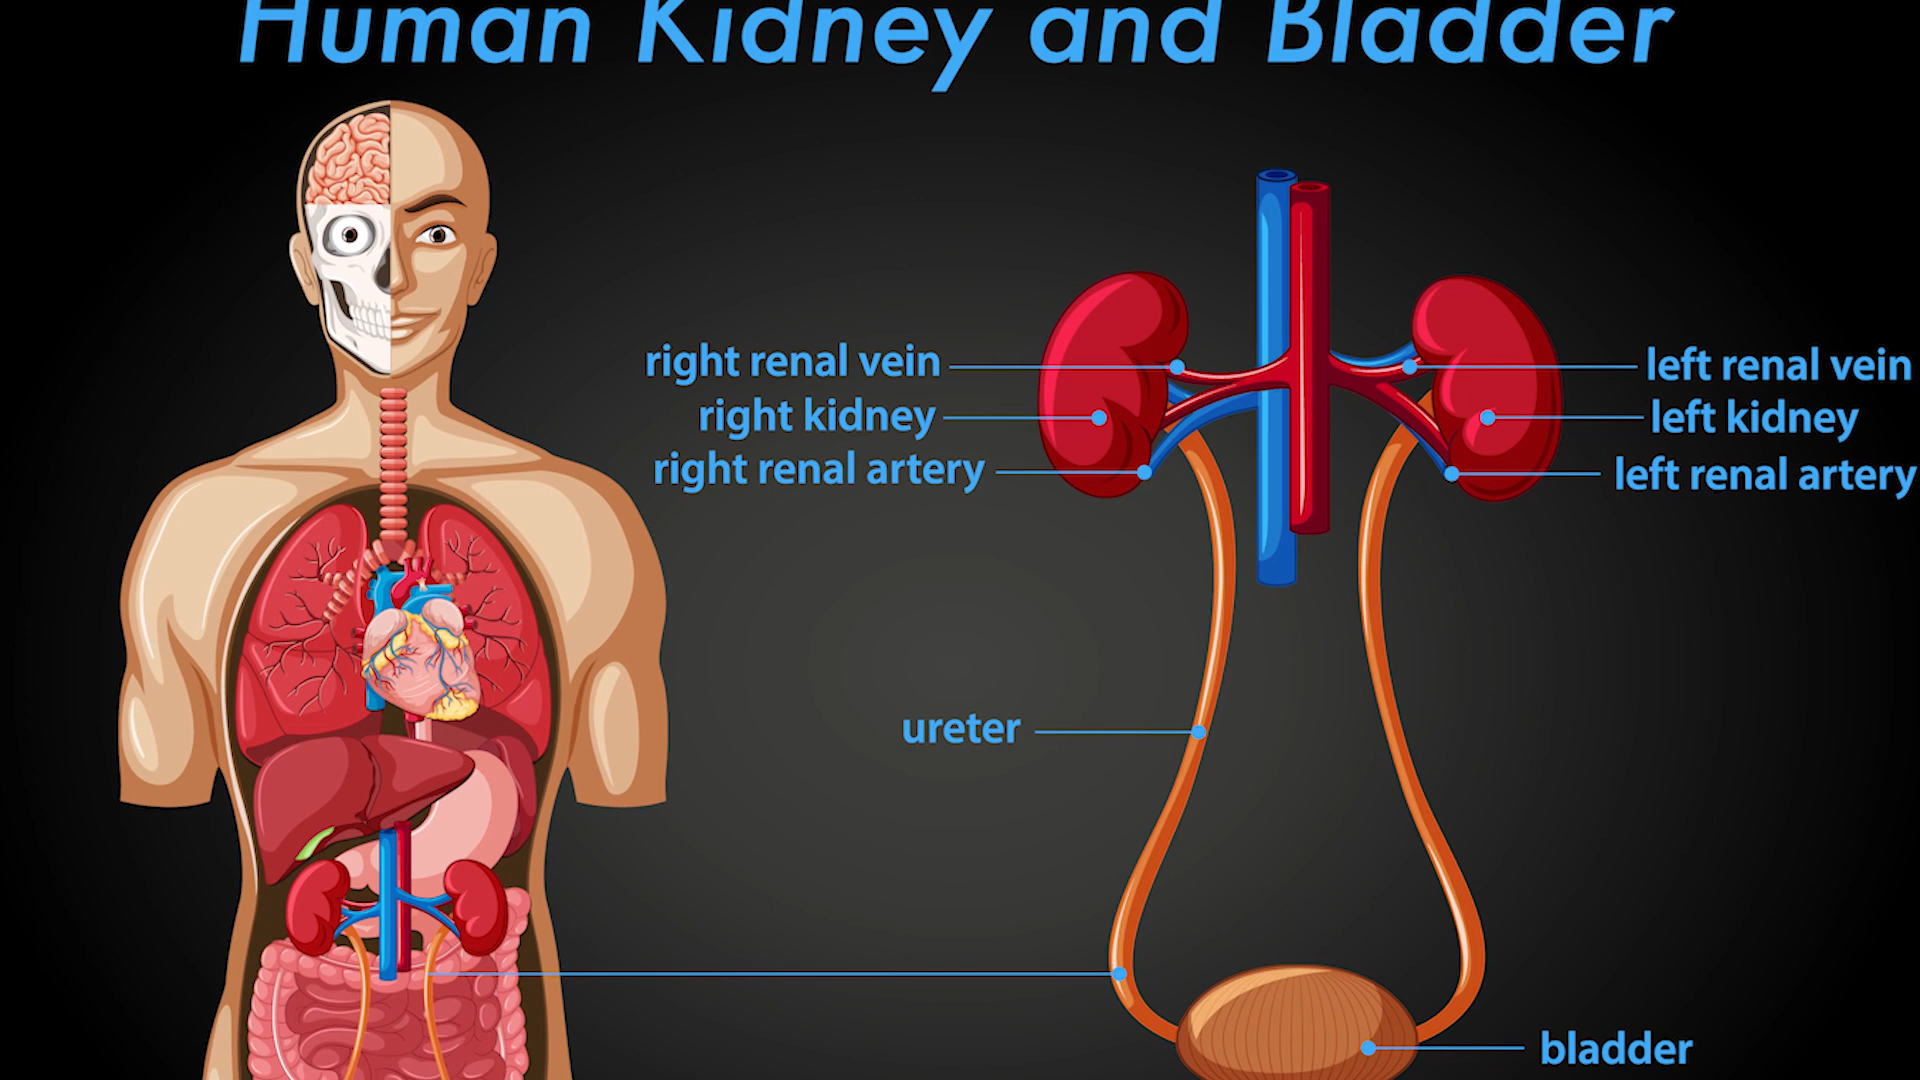 Human Kidney and Bladder
right renal vein
right kidney
right renal artery
left renal vein
left kidney
left renal artery
ureter
bladder